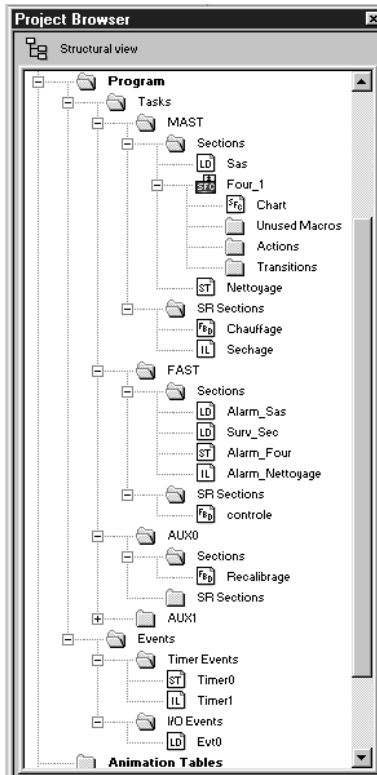 Project Browser
Structural view
Program
Tasks
MAST
Sections
LD Sas
SFC Four_1
SFC Chart
Unused Macros
Actions
Transitions
ST Nettoyage
SR Sections
FBD Chauffage
IL Sechage
FAST
Sections
LD Alarm_Sas
LD Surv_Sec
ST Alarm_Four
IL Alarm_Nettoyage
SR Sections
FBD controle
AUX0
Sections
FBD Recalibrage
SR Sections
AUX1
Events
Timer Events
ST Timer0
IL Timer1
I/O Events
LD Evt0
Animation Tables